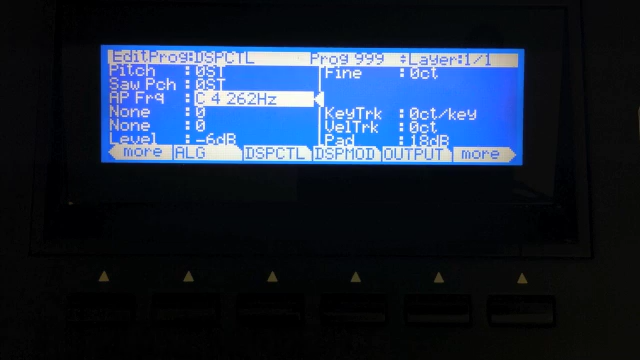 EditProg:DSPCTL Prog 999 ÷Layer:1/1
Pitch :0ST Fine :0ct
Saw Pch :0ST
AP Frq :C 4 262Hz
None :0 KeyTrk :0ct/key
None :0 VelTrk :0ct
Level :-6dB Pad :18dB
more ALG DSPCTL DSPMOD OUTPUT more